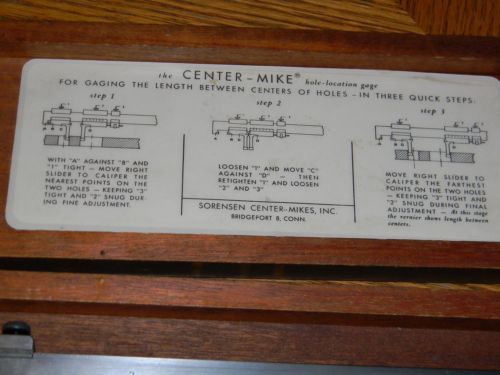 the CENTER-MIKE® hole-location gage
FOR GAGING THE LENGTH BETWEEN CENTERS OF HOLES - IN THREE QUICK STEPS.
step 1
WITH "A" AGAINST "B" AND
"1" TIGHT - MOVE RIGHT
SLIDER TO CALIPER THE
NEAREST POINTS ON THE
TWO HOLES - KEEPING "3"
TIGHT AND "2" SNUG DUR-
ING FINE ADJUSTMENT.
step 2
LOOSEN "1" AND MOVE "C"
AGAINST "D" - THEN
RETIGHTEN "1" AND LOOSEN
"2" AND "3"
SORENSEN CENTER-MIKES, INC.
BRIDGEPORT 8, CONN.
step 3
MOVE RIGHT SLIDER TO
CALIPER THE FARTHEST
POINTS ON THE TWO HOLES
- KEEPING "3" TIGHT AND
"2" SNUG DURING FINAL
ADJUSTMENT - At this stage
the vernier shows length between
centers.